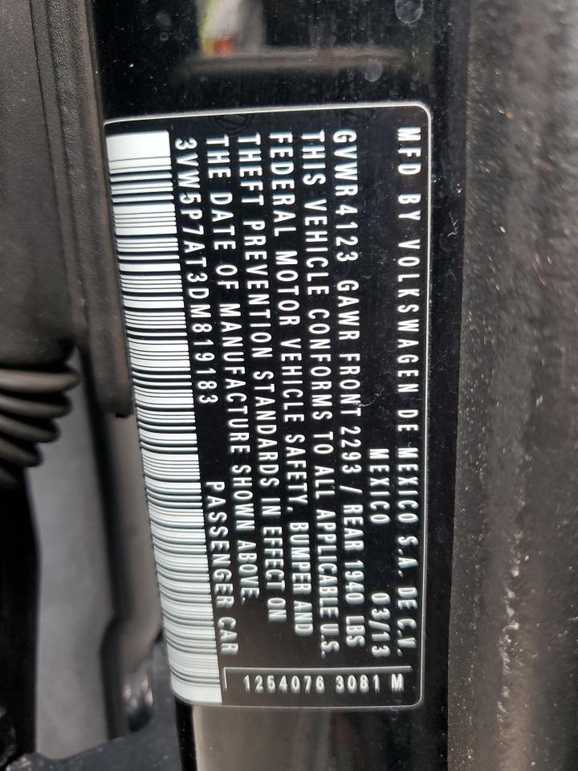 MFD BY VOLKSWAGEN DE MEXICO S.A. DE C.V.
MEXICO 03/13
GVWR 4123 GAWR FRONT 2293 / REAR 1940 LBS
THIS VEHICLE CONFORMS TO ALL APPLICABLE U.S.
FEDERAL MOTOR VEHICLE SAFETY, BUMPER AND
THEFT PREVENTION STANDARDS IN EFFECT ON
THE DATE OF MANUFACTURE SHOWN ABOVE.
3VW5P7AT3DM819183 PASSENGER CAR
1254076 3081 M